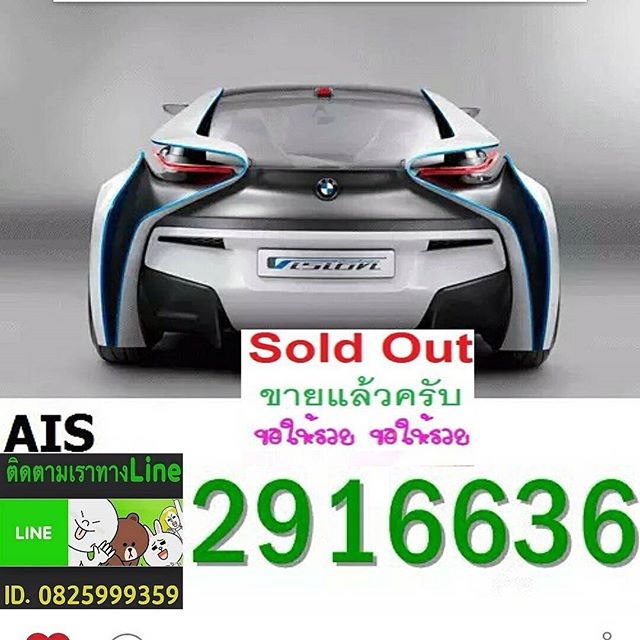 BMW
Vision
Sold Out
ขายแล้วครับ
ขอให้รวย ขอให้รวย
AIS
ติดตามเราทางLine
LINE
2916636
ID. 0825999359